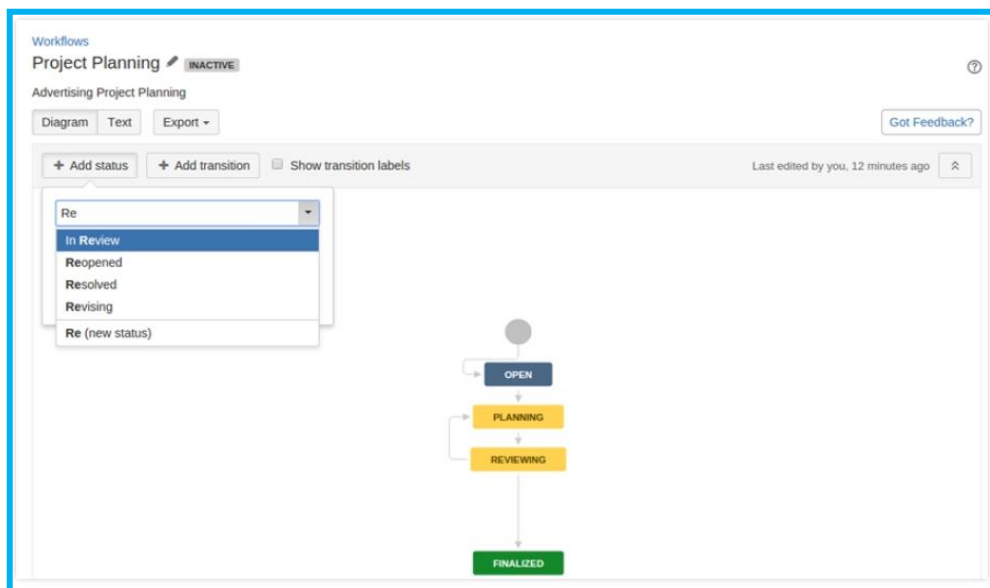 Workflows
Project Planning INACTIVE
Advertising Project Planning
Diagram Text Export Got Feedback?
+ Add status + Add transition Show transition labels Last edited by you, 12 minutes ago
Re
In Review
Reopened
Resolved
Revising
Re (new status)
OPEN
PLANNING
REVIEWING
FINALIZED